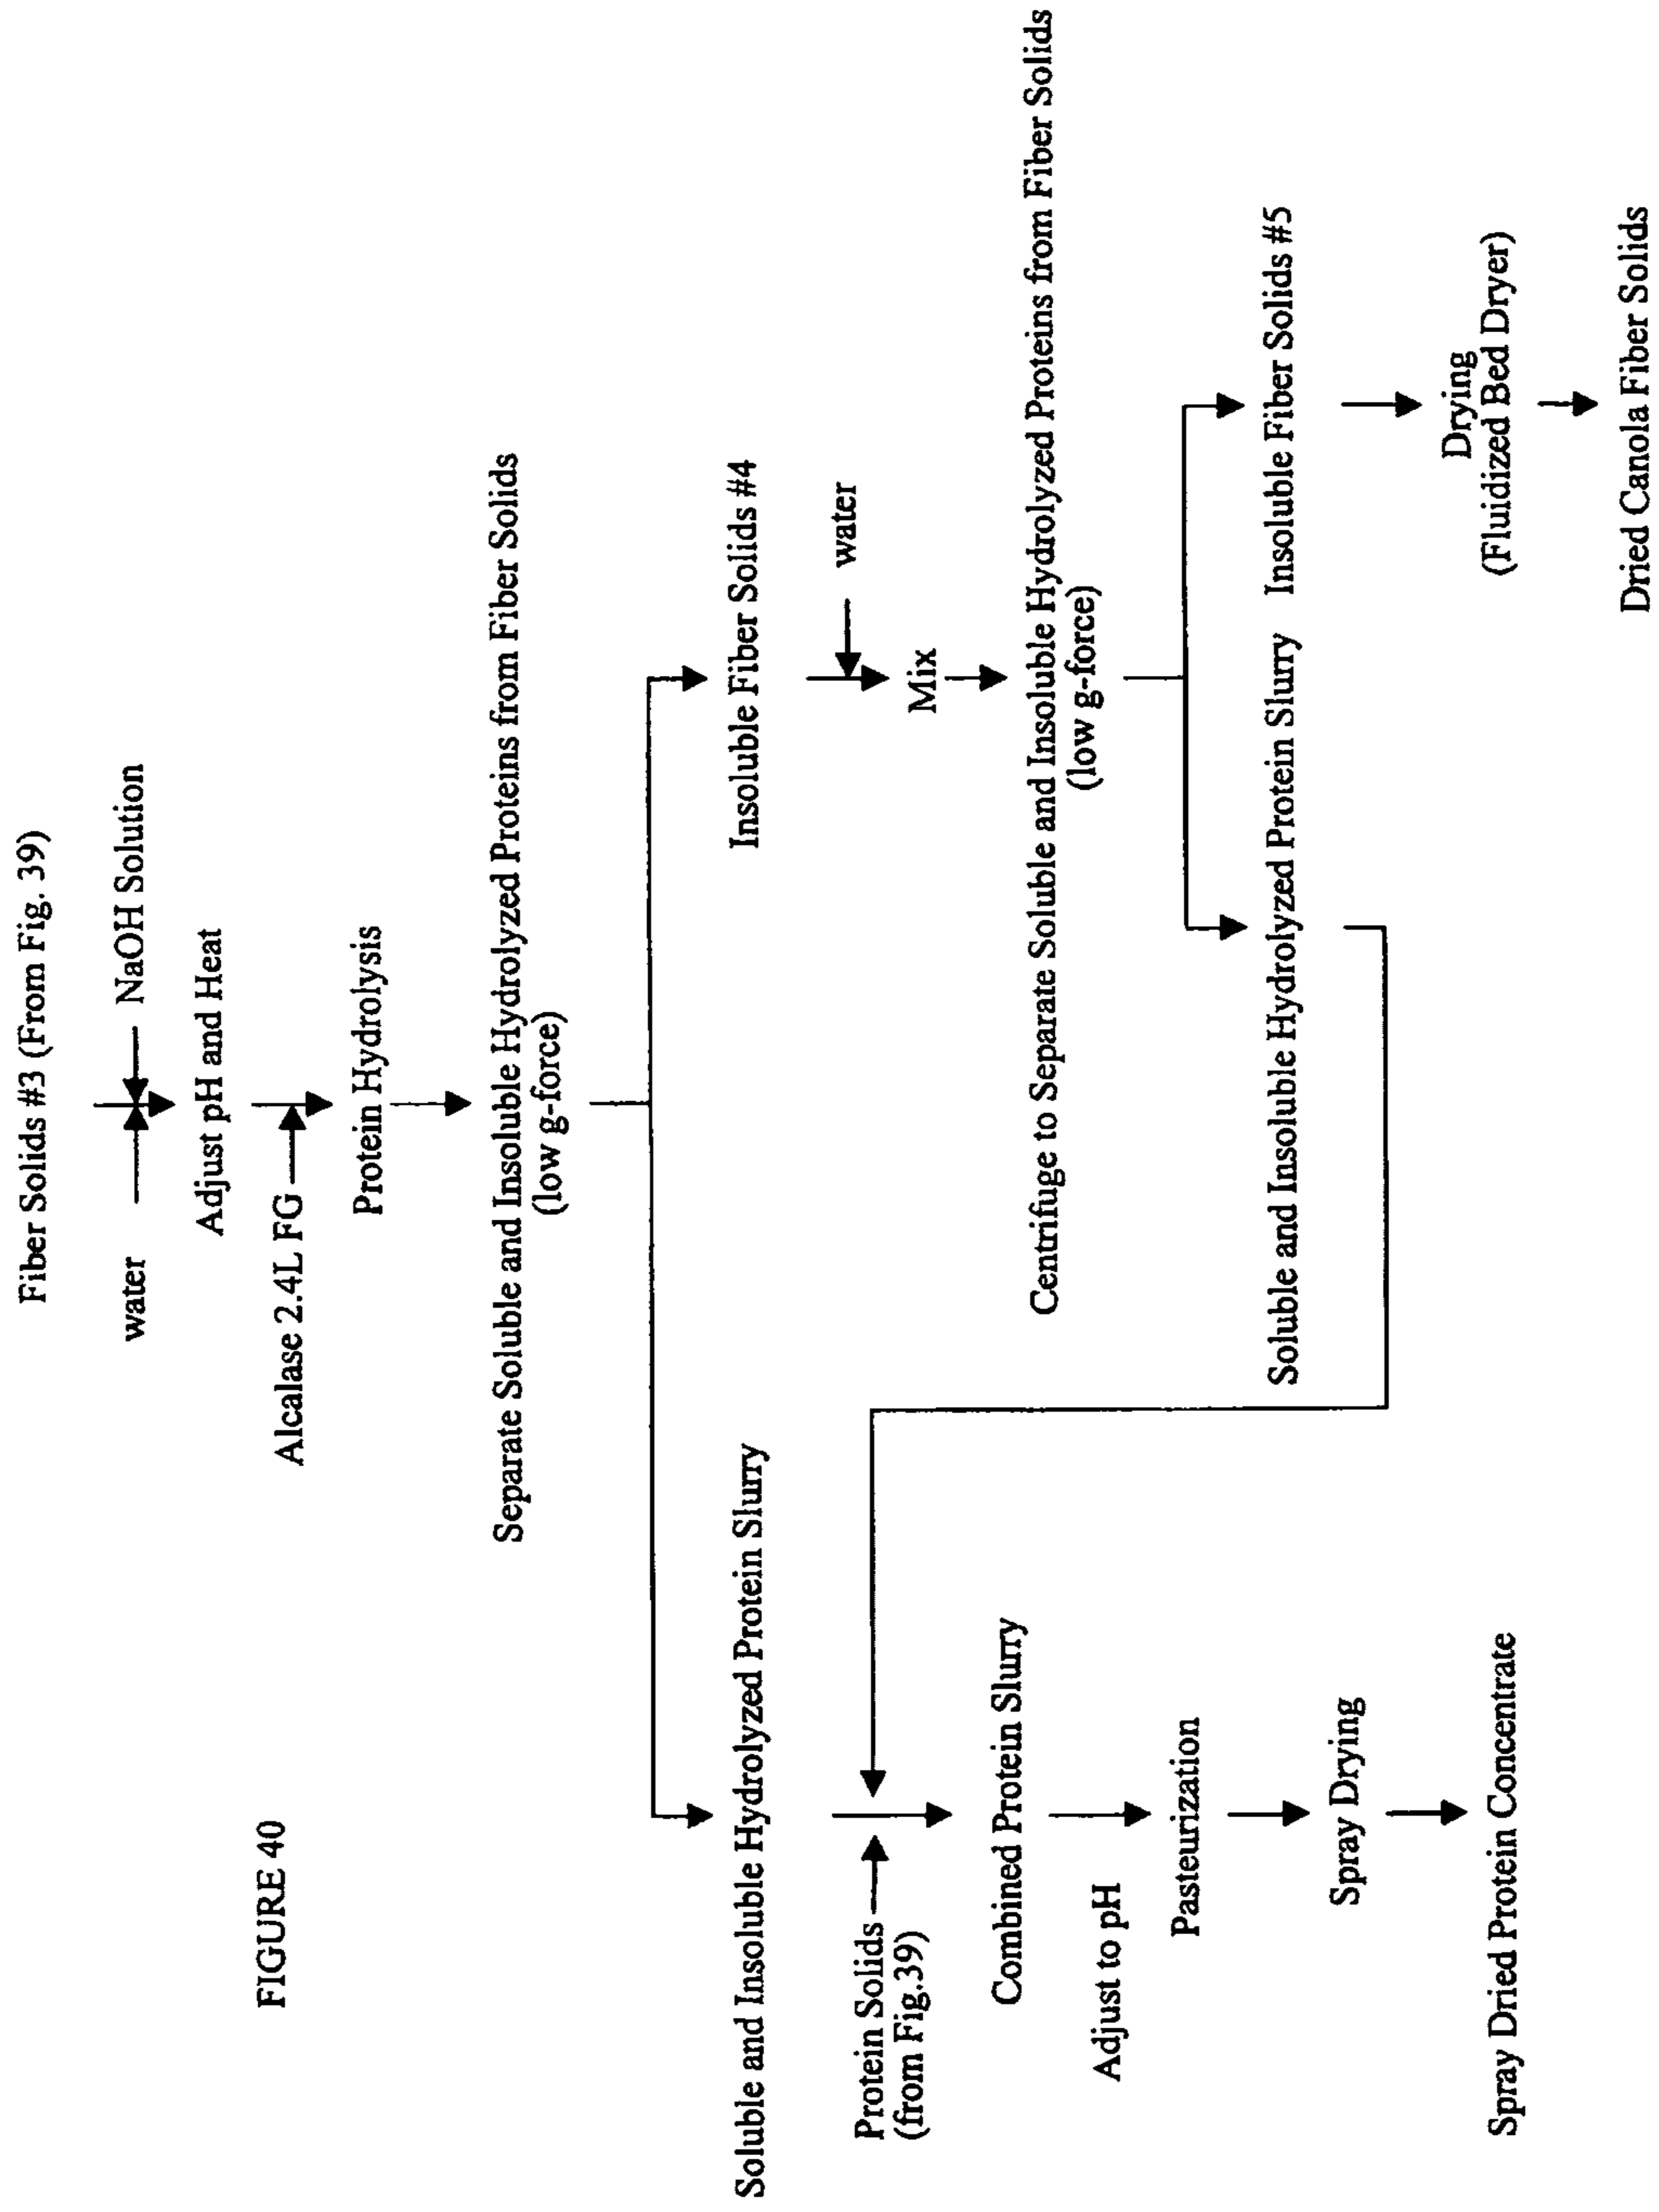 FIGURE 40
Fiber Solids #3 (From Fig. 39)
water
NaOH Solution
Adjust pH and Heat
Alcalase 2.4L FG
Protein Hydrolysis
Separate Soluble and Insoluble Hydrolyzed Proteins from Fiber Solids
(low g-force)
Soluble and Insoluble Hydrolyzed Protein Slurry
Insoluble Fiber Solids #4
Protein Solids
(from Fig.39)
water
Mix
Combined Protein Slurry
Centrifuge to Separate Soluble and Insoluble Hydrolyzed Proteins from Fiber Solids
(low g-force)
Adjust to pH
Pasteurization
Soluble and Insoluble Hydrolyzed Protein Slurry
Insoluble Fiber Solids #5
Spray Drying
Drying
(Fluidized Bed Dryer)
Spray Dried Protein Concentrate
Dried Canola Fiber Solids